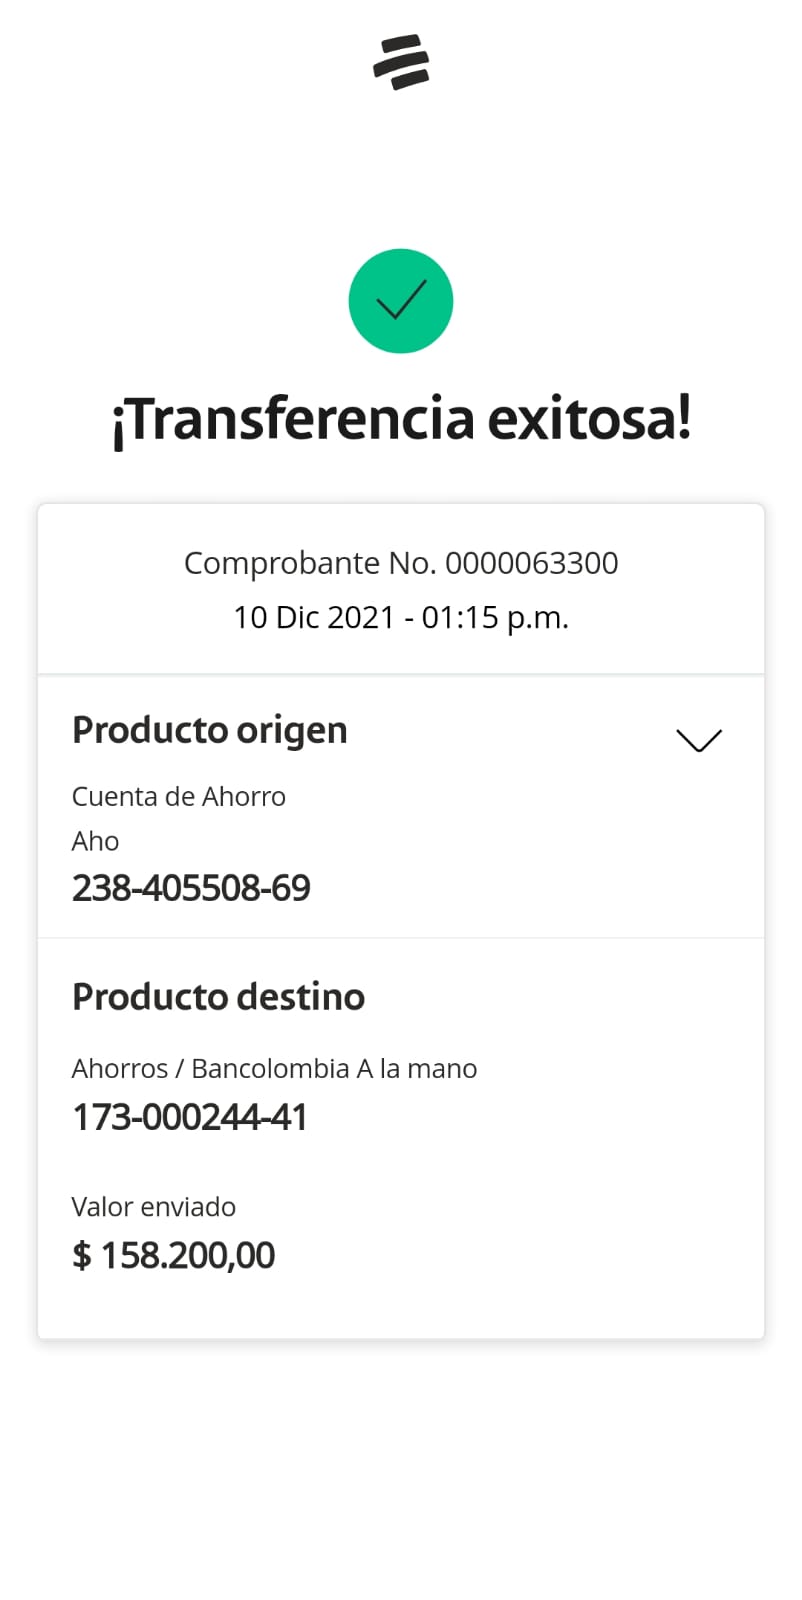 ¡Transferencia exitosa!
Comprobante No. 0000063300
10 Dic 2021 - 01:15 p.m.
Producto origen
Cuenta de Ahorro
Aho
238-405508-69
Producto destino
Ahorros / Bancolombia A la mano
173-000244-41
Valor enviado
$ 158.200,00